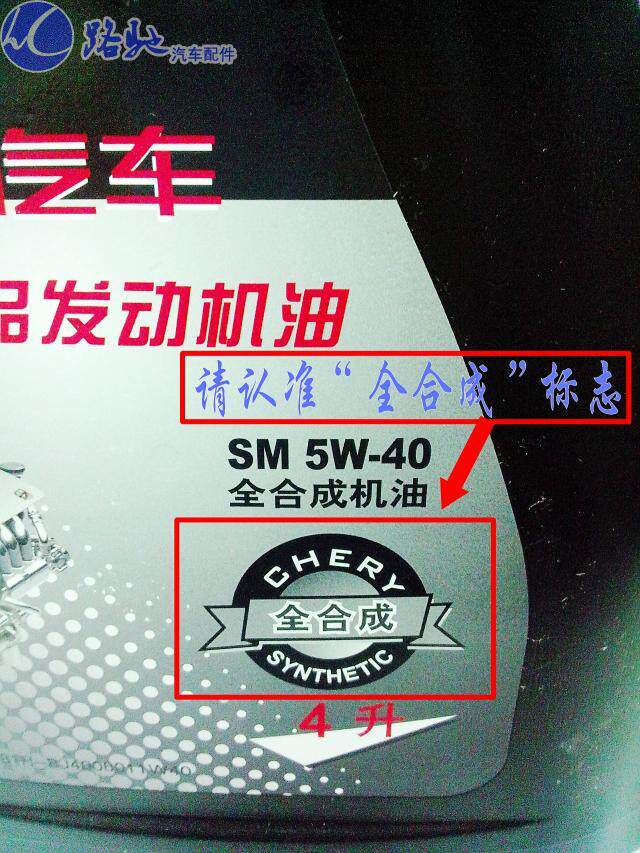 路驰 汽车配件
汽车
品发动机油
请认准“全合成”标志
SM 5W-40
全合成机油
CHERY
全合成
SYNTHETIC
4 升